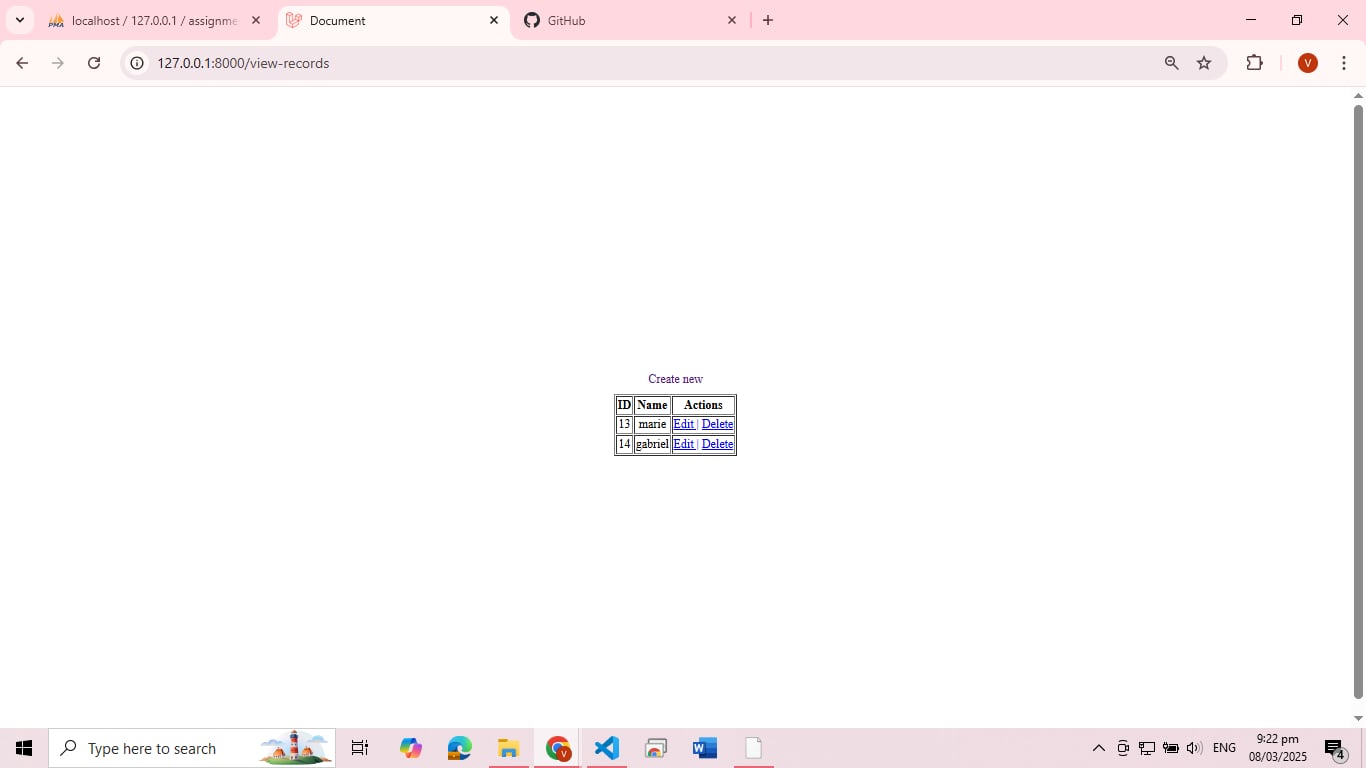 localhost / 127.0.0.1 / assignme
Document
GitHub
127.0.0.1:8000/view-records
V
Create new
ID Name Actions
13 marie Edit | Delete
14 gabriel Edit | Delete
Type here to search
V
W
ENG
9:22 pm
08/03/2025
4